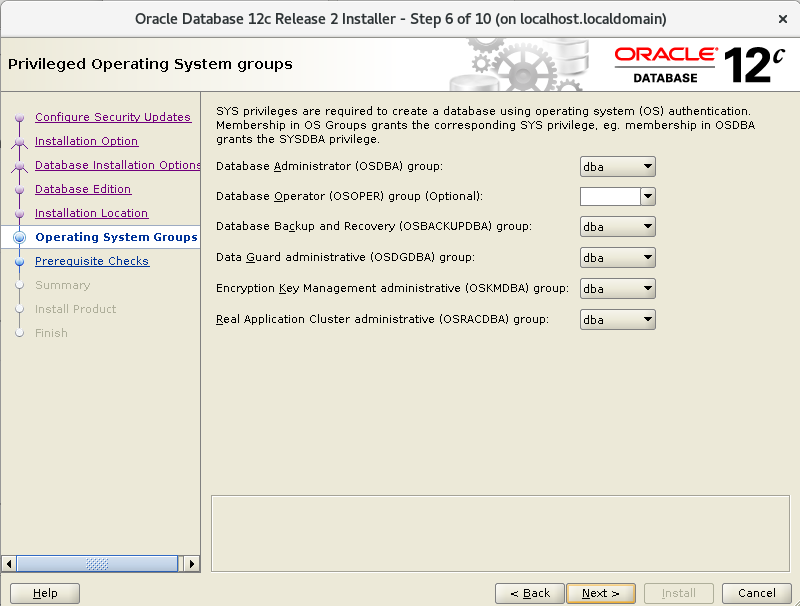 Oracle Database 12c Release 2 Installer - Step 6 of 10 (on localhost.localdomain)
Privileged Operating System groups
ORACLE
DATABASE
12c
Configure Security Updates
Installation Option
Database Installation Options
Database Edition
Installation Location
Operating System Groups
Prerequisite Checks
Summary
Install Product
Finish
SYS privileges are required to create a database using operating system (OS) authentication.
Membership in OS Groups grants the corresponding SYS privilege, eg. membership in OSDBA
grants the SYSDBA privilege.
Database Administrator (OSDBA) group: dba
Database Operator (OSOPER) group (Optional):
Database Backup and Recovery (OSBACKUPDBA) group: dba
Data Guard administrative (OSDGDBA) group: dba
Encryption Key Management administrative (OSKMDBA) group: dba
Real Application Cluster administrative (OSRACDBA) group: dba
Help < Back Next > Install Cancel